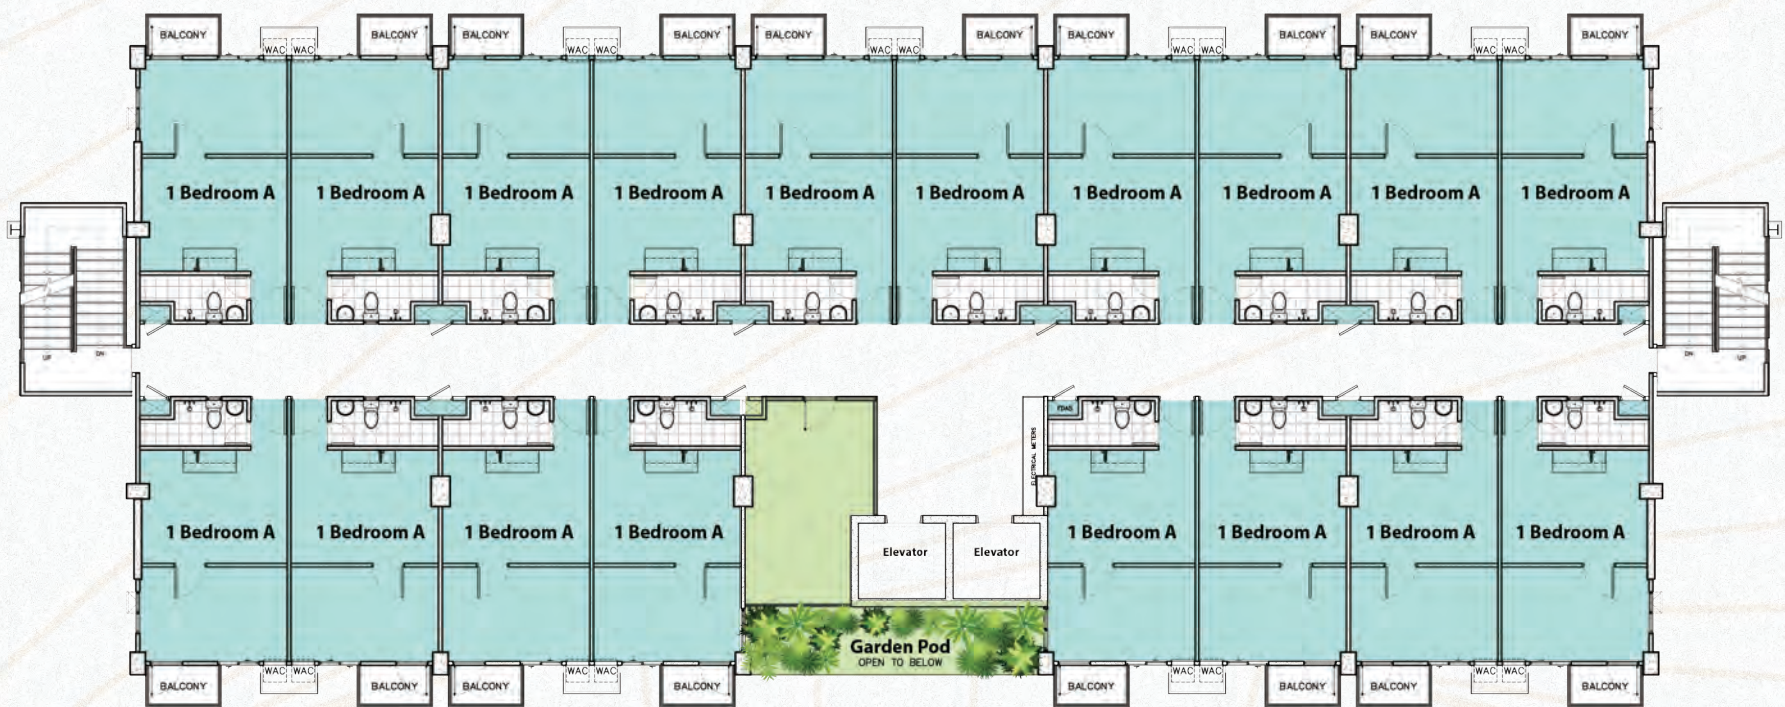 BALCONY BALCONY BALCONY BALCONY BALCONY BALCONY BALCONY BALCONY BALCONY BALCONY
WAC WAC WAC WAC WAC WAC WAC WAC WAC WAC
1 Bedroom A 1 Bedroom A 1 Bedroom A 1 Bedroom A 1 Bedroom A 1 Bedroom A 1 Bedroom A 1 Bedroom A 1 Bedroom A 1 Bedroom A
UP DN DN UP
FDAS
ELECTRICAL METERS
1 Bedroom A 1 Bedroom A 1 Bedroom A 1 Bedroom A 1 Bedroom A 1 Bedroom A 1 Bedroom A 1 Bedroom A
Elevator Elevator
Garden Pod
OPEN TO BELOW
WAC WAC WAC WAC WAC WAC WAC WAC
BALCONY BALCONY BALCONY BALCONY BALCONY BALCONY BALCONY BALCONY